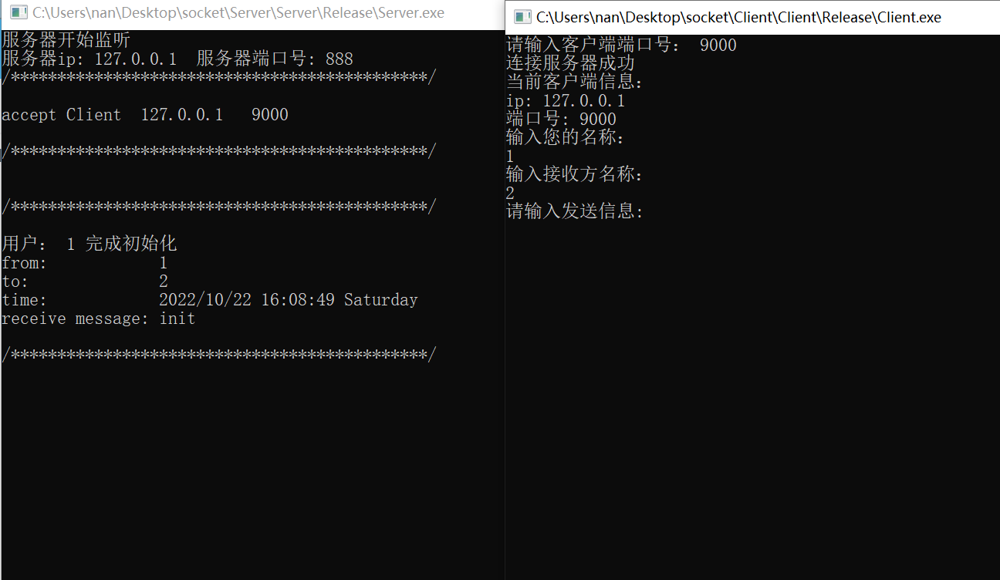 C:\Users\nan\Desktop\socket\Server\Server\Release\Server.exe
服务器开始监听
服务器ip: 127.0.0.1  服务器端口号: 888
/*********************************************/
accept Client  127.0.0.1   9000
/*********************************************/
/*********************************************/
用户： 1 完成初始化
from:            1
to:              2
time:            2022/10/22 16:08:49 Saturday
receive message: init
/*********************************************/
C:\Users\nan\Desktop\socket\Client\Client\Release\Client.exe
请输入客户端端口号： 9000
连接服务器成功
当前客户端信息:
ip: 127.0.0.1
端口号: 9000
输入您的名称:
1
输入接收方名称:
2
请输入发送信息: